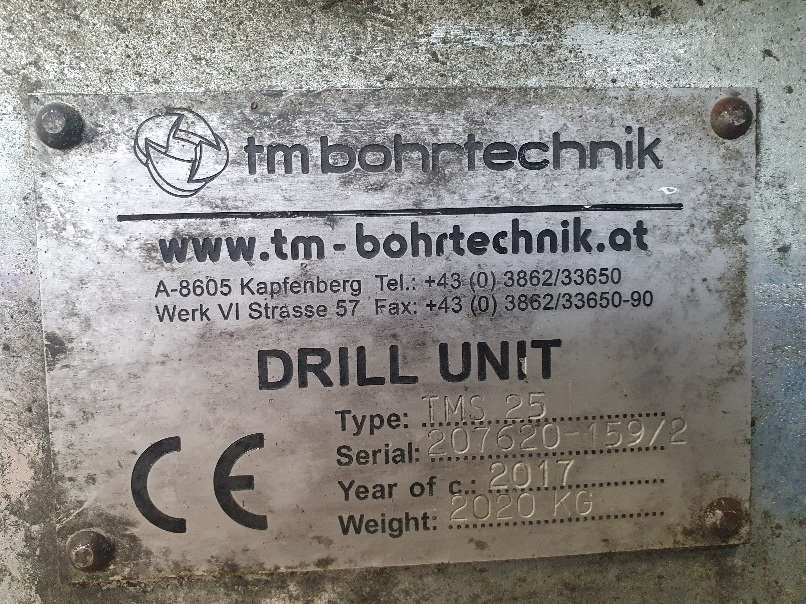 tm bohrtechnik
www.tm-bohrtechnik.at
A-8605 Kapfenberg Tel.: +43 (0) 3862/33650
Werk VI Strasse 57 Fax: +43 (0) 3862/33650-90
DRILL UNIT
Type: TMS 25
Serial: 207620-159/2
Year of c.: 2017
Weight: 2020 KG
CE